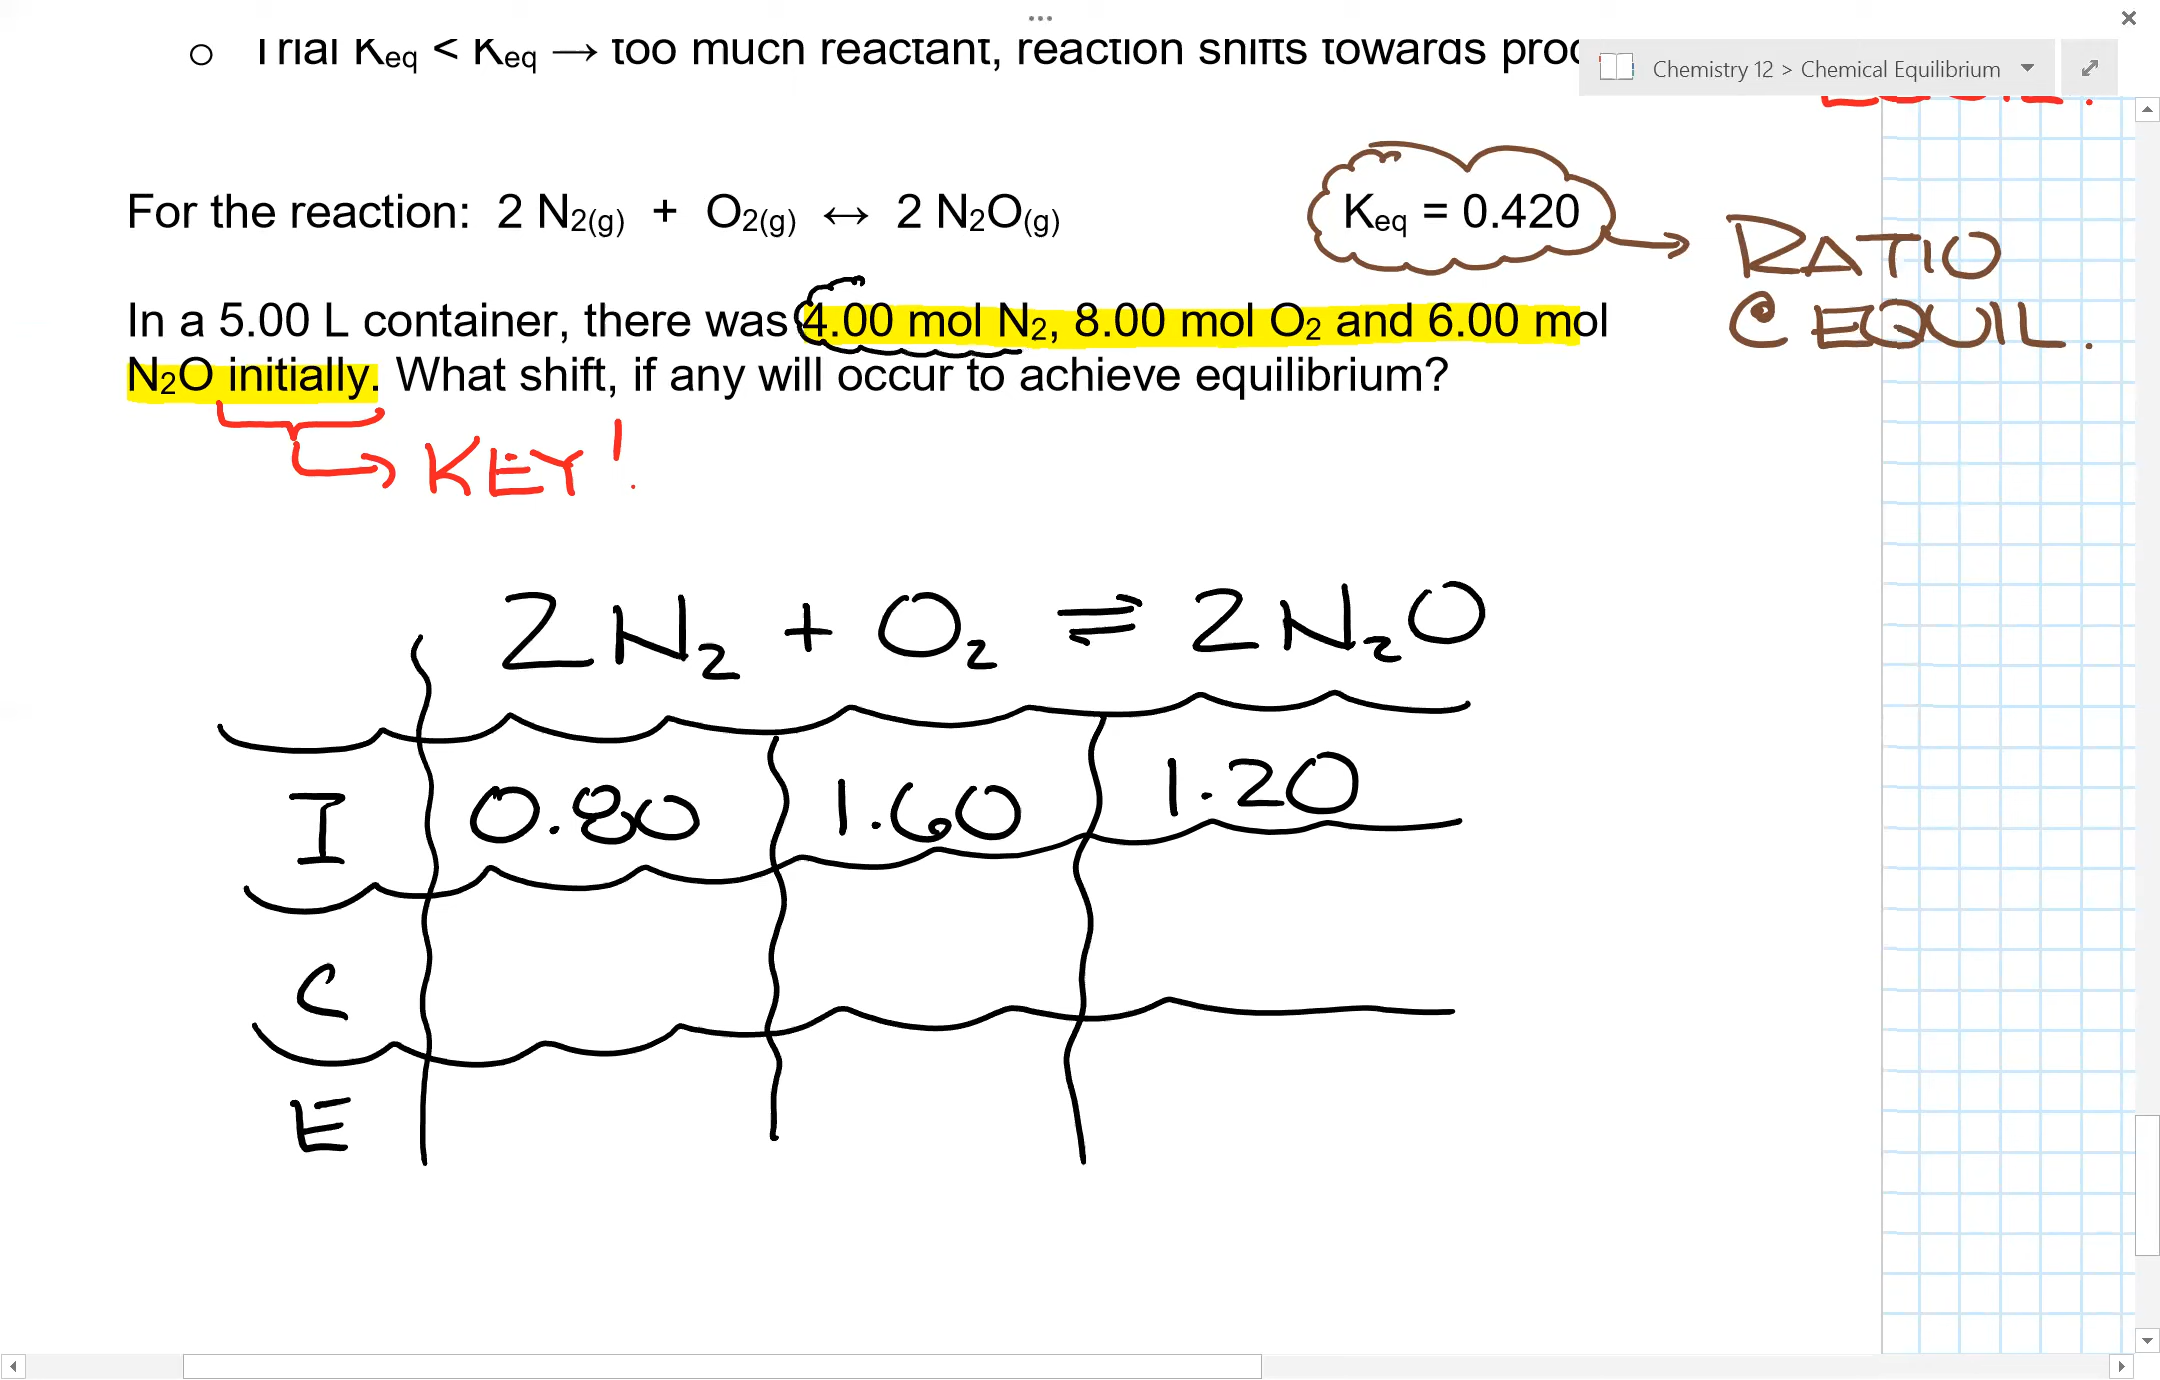 ○ Trial Keq < Keq → too much reactant, reaction shifts towards
Chemistry 12 > Chemical Equilibrium
For the reaction: 2 N2(g) + O2(g) ↔ 2 N2O(g) Keq = 0.420
RATIO
@ EQUIL.
In a 5.00 L container, there was 4.00 mol N2, 8.00 mol O2 and 6.00 mol
N2O initially. What shift, if any will occur to achieve equilibrium?
KEY!
2N2 + O2 ⇌ 2N2O
I 0.80 1.60 1.20
C
E